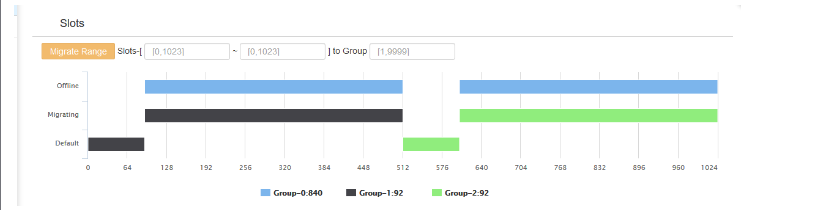 Slots
Migrate Range Slots-[ [0,1023] ~ [0,1023] ] to Group [1,9999]
Offline
Migrating
Default
0 64 128 192 256 320 384 448 512 576 640 704 768 832 896 960 1024
Group-0:840 Group-1:92 Group-2:92